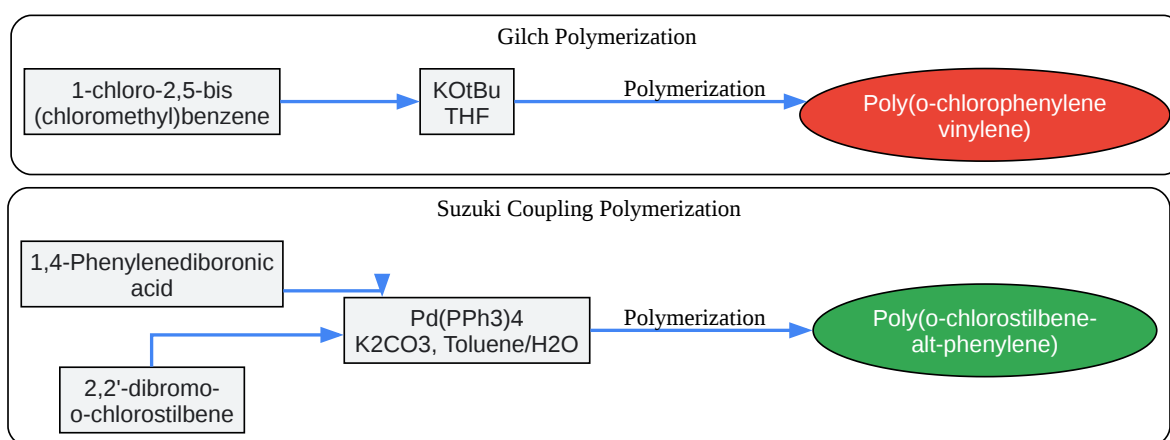 Gilch Polymerization
1-chloro-2,5-bis
(chloromethyl)benzene
KOtBu
THF
Polymerization
Poly(o-chlorophenylene
vinylene)
Suzuki Coupling Polymerization
1,4-Phenylenediboronic
acid
2,2'-dibromo-
o-chlorostilbene
Pd(PPh3)4
K2CO3, Toluene/H2O
Polymerization
Poly(o-chlorostilbene-
alt-phenylene)